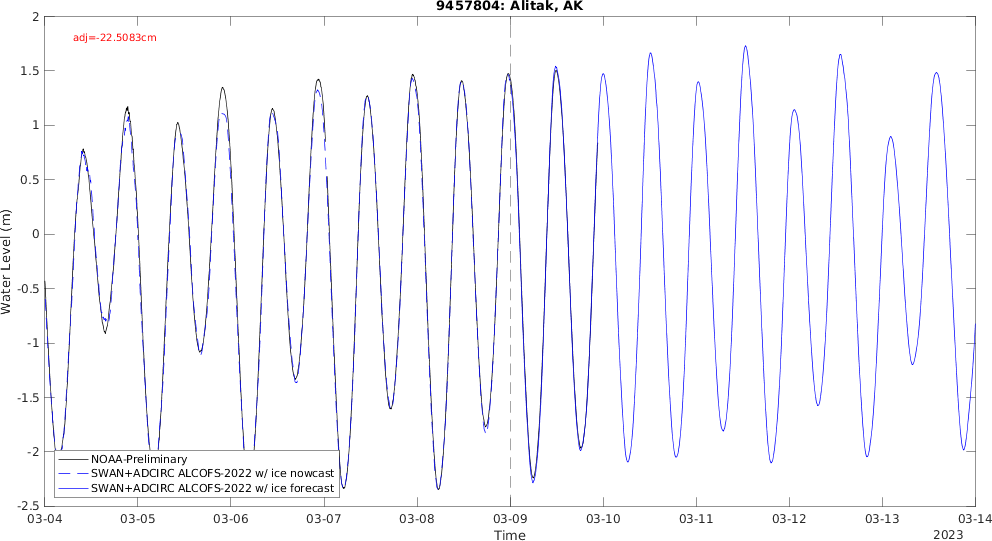 9457804: Alitak, AK
adj=-22.5083cm
Water Level (m)
2
1.5
1
0.5
0
-0.5
-1
-1.5
-2
-2.5
NOAA-Preliminary
SWAN+ADCIRC ALCOFS-2022 w/ ice nowcast
SWAN+ADCIRC ALCOFS-2022 w/ ice forecast
03-04 03-05 03-06 03-07 03-08 03-09 03-10 03-11 03-12 03-13 03-14
Time
2023